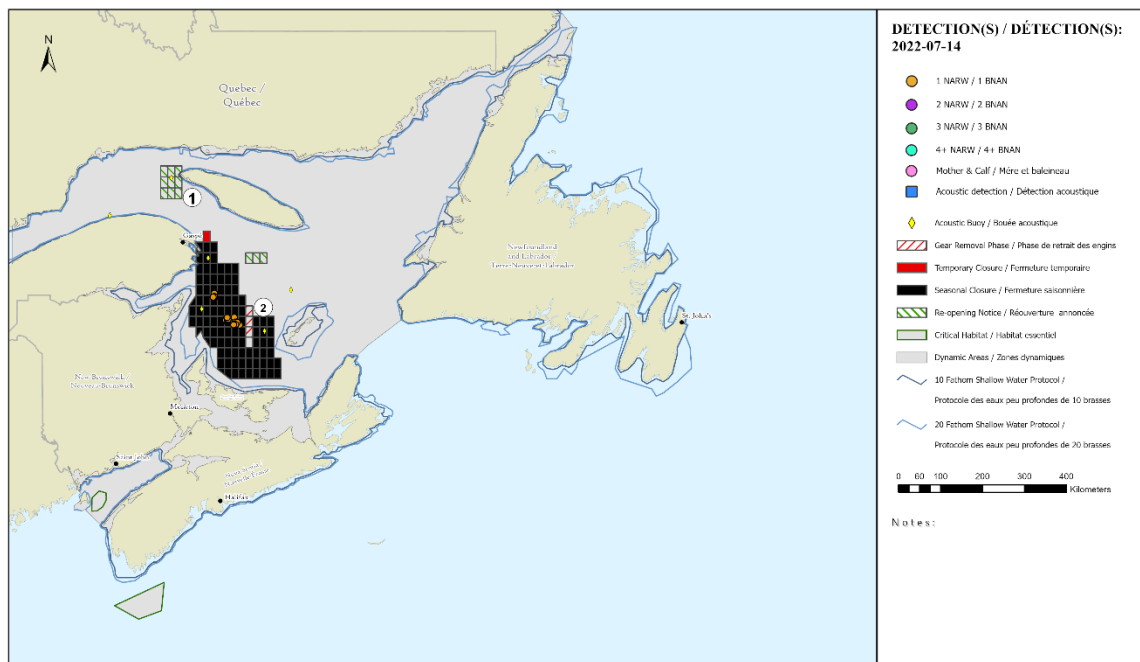 N
Quebec /
Québec
1
Gaspé
2
Newfoundland
and Labrador /
Terre-Neuve-et-Labrador
St. John's
New Brunswick /
Nouveau-Brunswick
Moncton
Saint John
Nova Scotia /
Nouvelle-Écosse
Halifax
DETECTION(S) / DÉTECTION(S):
2022-07-14
1 NARW / 1 BNAN
2 NARW / 2 BNAN
3 NARW / 3 BNAN
4+ NARW / 4+ BNAN
Mother & Calf / Mère et baleineau
Acoustic detection / Détection acoustique
Acoustic Buoy / Bouée acoustique
Gear Removal Phase / Phase de retrait des engins
Temporary Closure / Fermeture temporaire
Seasonal Closure / Fermeture saisonnière
Re-opening Notice / Réouverture annoncée
Critical Habitat / Habitat essentiel
Dynamic Areas / Zones dynamiques
10 Fathom Shallow Water Protocol /
Protocole des eaux peu profondes de 10 brasses
20 Fathom Shallow Water Protocol /
Protocole des eaux peu profondes de 20 brasses
0 60 100 200 300 400
Kilometers
Notes: